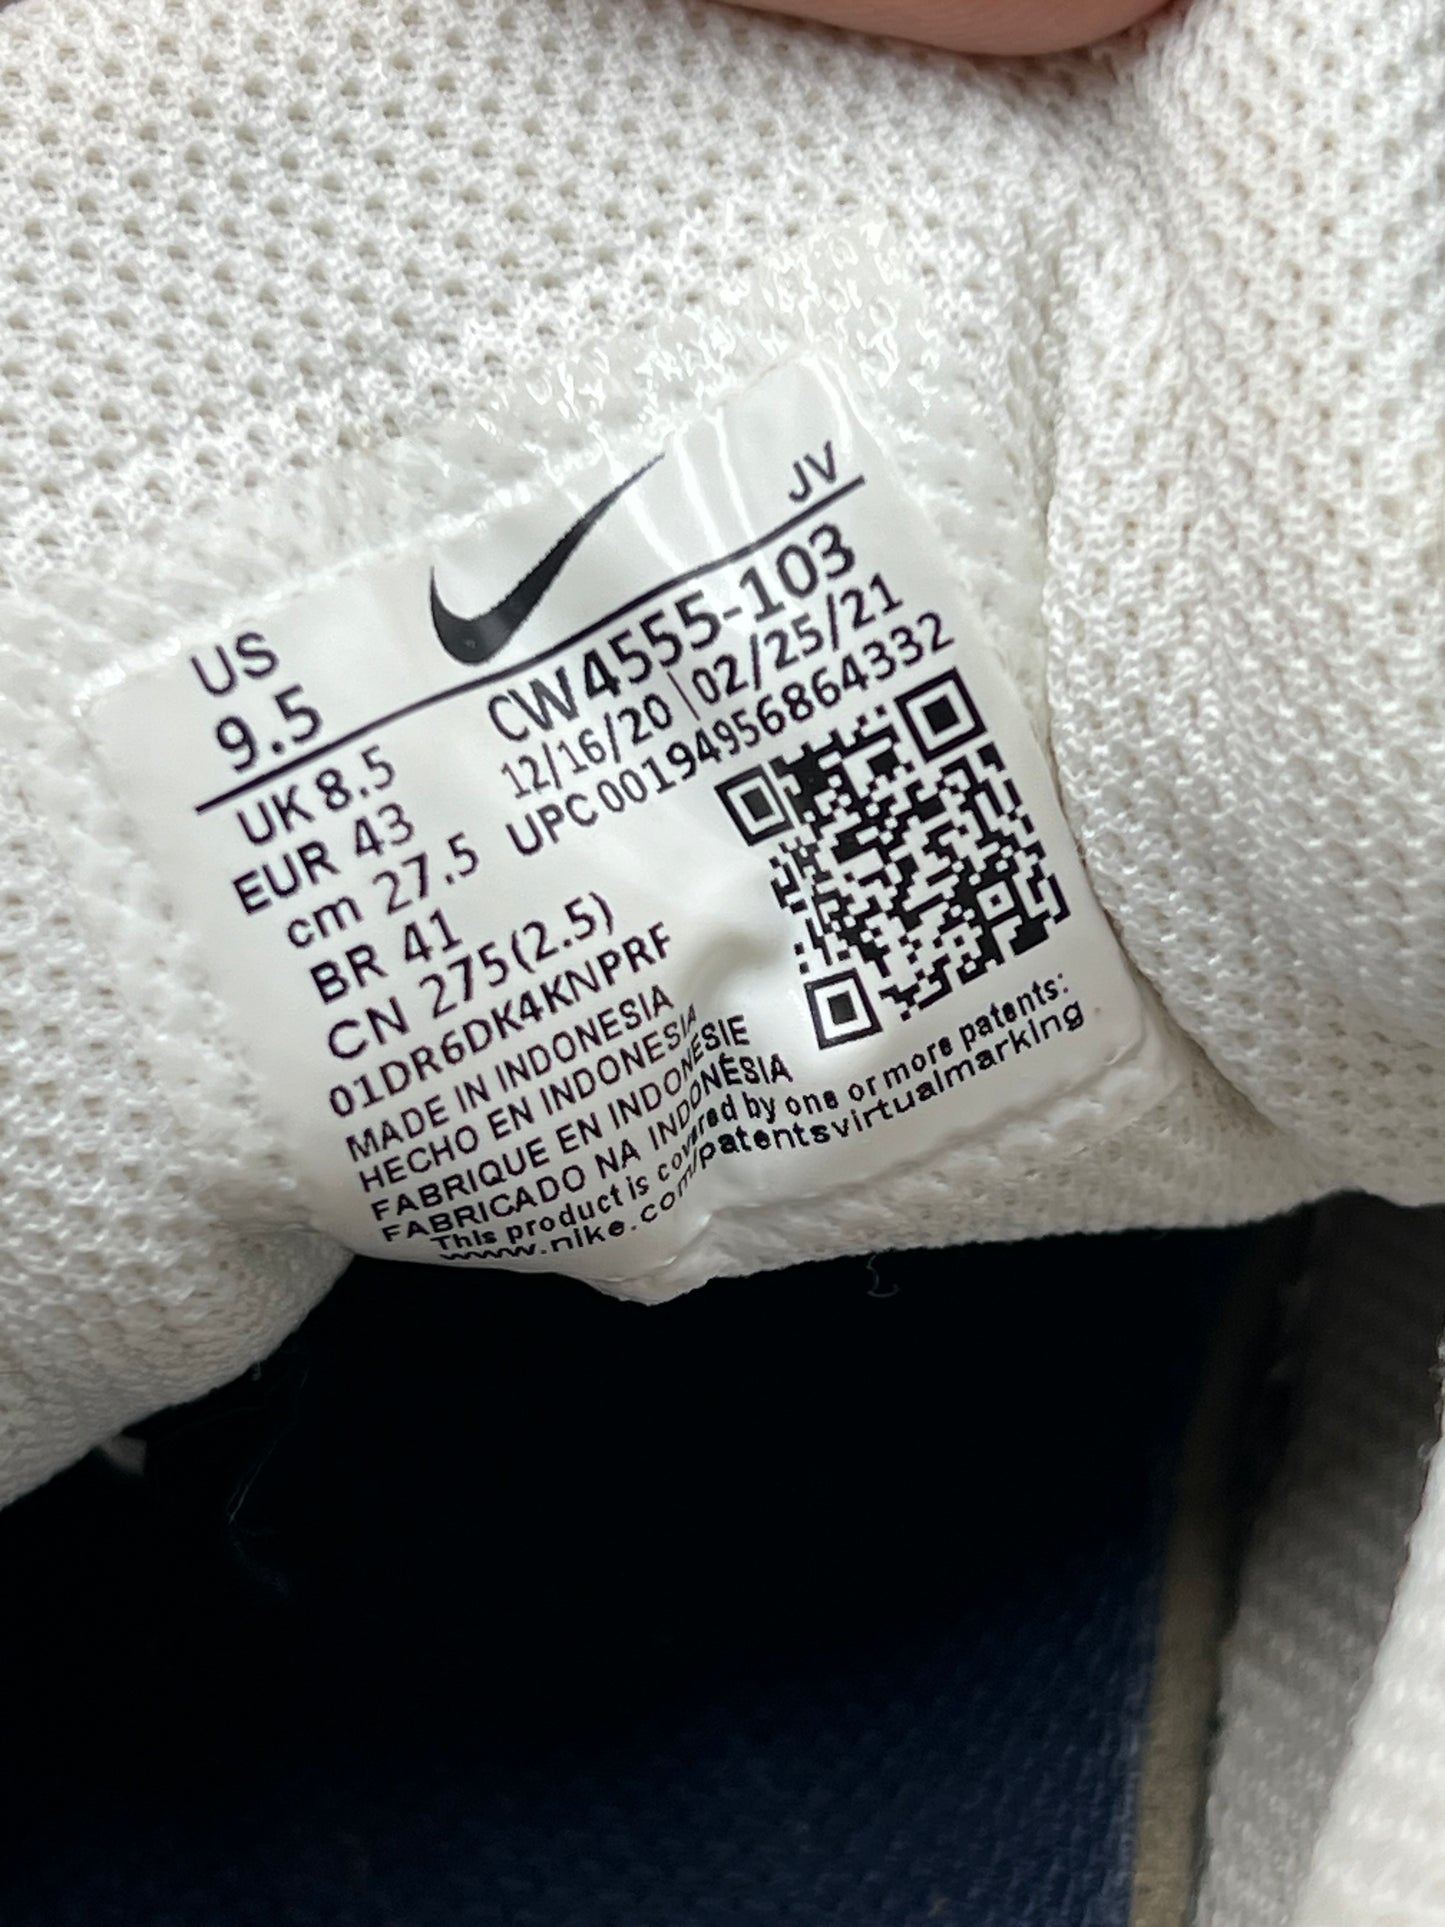 JV
US
9.5
UK 8.5
EUR 43
cm 27.5
BR 41
CN 275(2.5)
CW4555-103
12/16/20 | 02/25/21
UPC 00194956864332
01DR6DK4KNPRF
MADE IN INDONESIA
HECHO EN INDONESIA
FABRIQUE EN INDONESIE
FABRICADO NA INDONÉSIA
This product is covered by one or more patents:
www.nike.com/patentsvirtualmarking